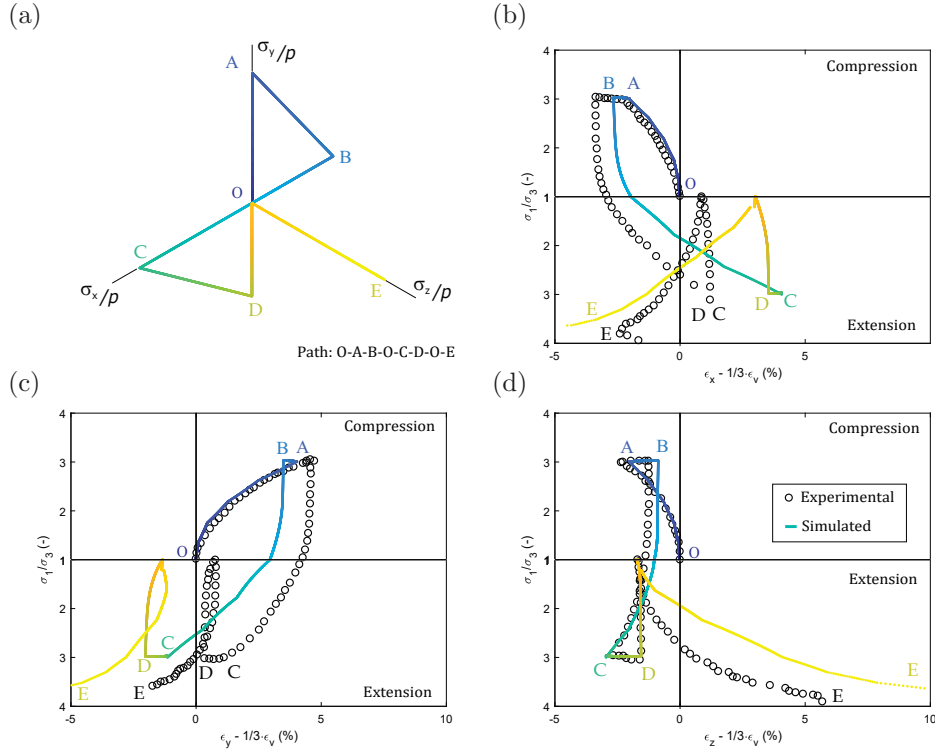 (a)
σy/p
A
B
O
C
D
E
σx/p
σz/p
Path: O-A-B-O-C-D-O-E
(b)
4
3
2
1
2
3
4
σ1/σ3 (-)
Compression
B A
O
D C
D C
E
E
Extension
-5 0 5 10
ϵx - 1/3·ϵv (%)
(c)
4
3
2
1
2
3
4
σ1/σ3 (-)
Compression
B A
O
C
D
D C
E
E
Extension
-5 0 5 10
ϵy - 1/3·ϵv (%)
(d)
4
3
2
1
2
3
4
σ1/σ3 (-)
Compression
A B
Experimental
Simulated
O
Extension
C D
E
E
-5 0 5 10
ϵz - 1/3·ϵv (%)